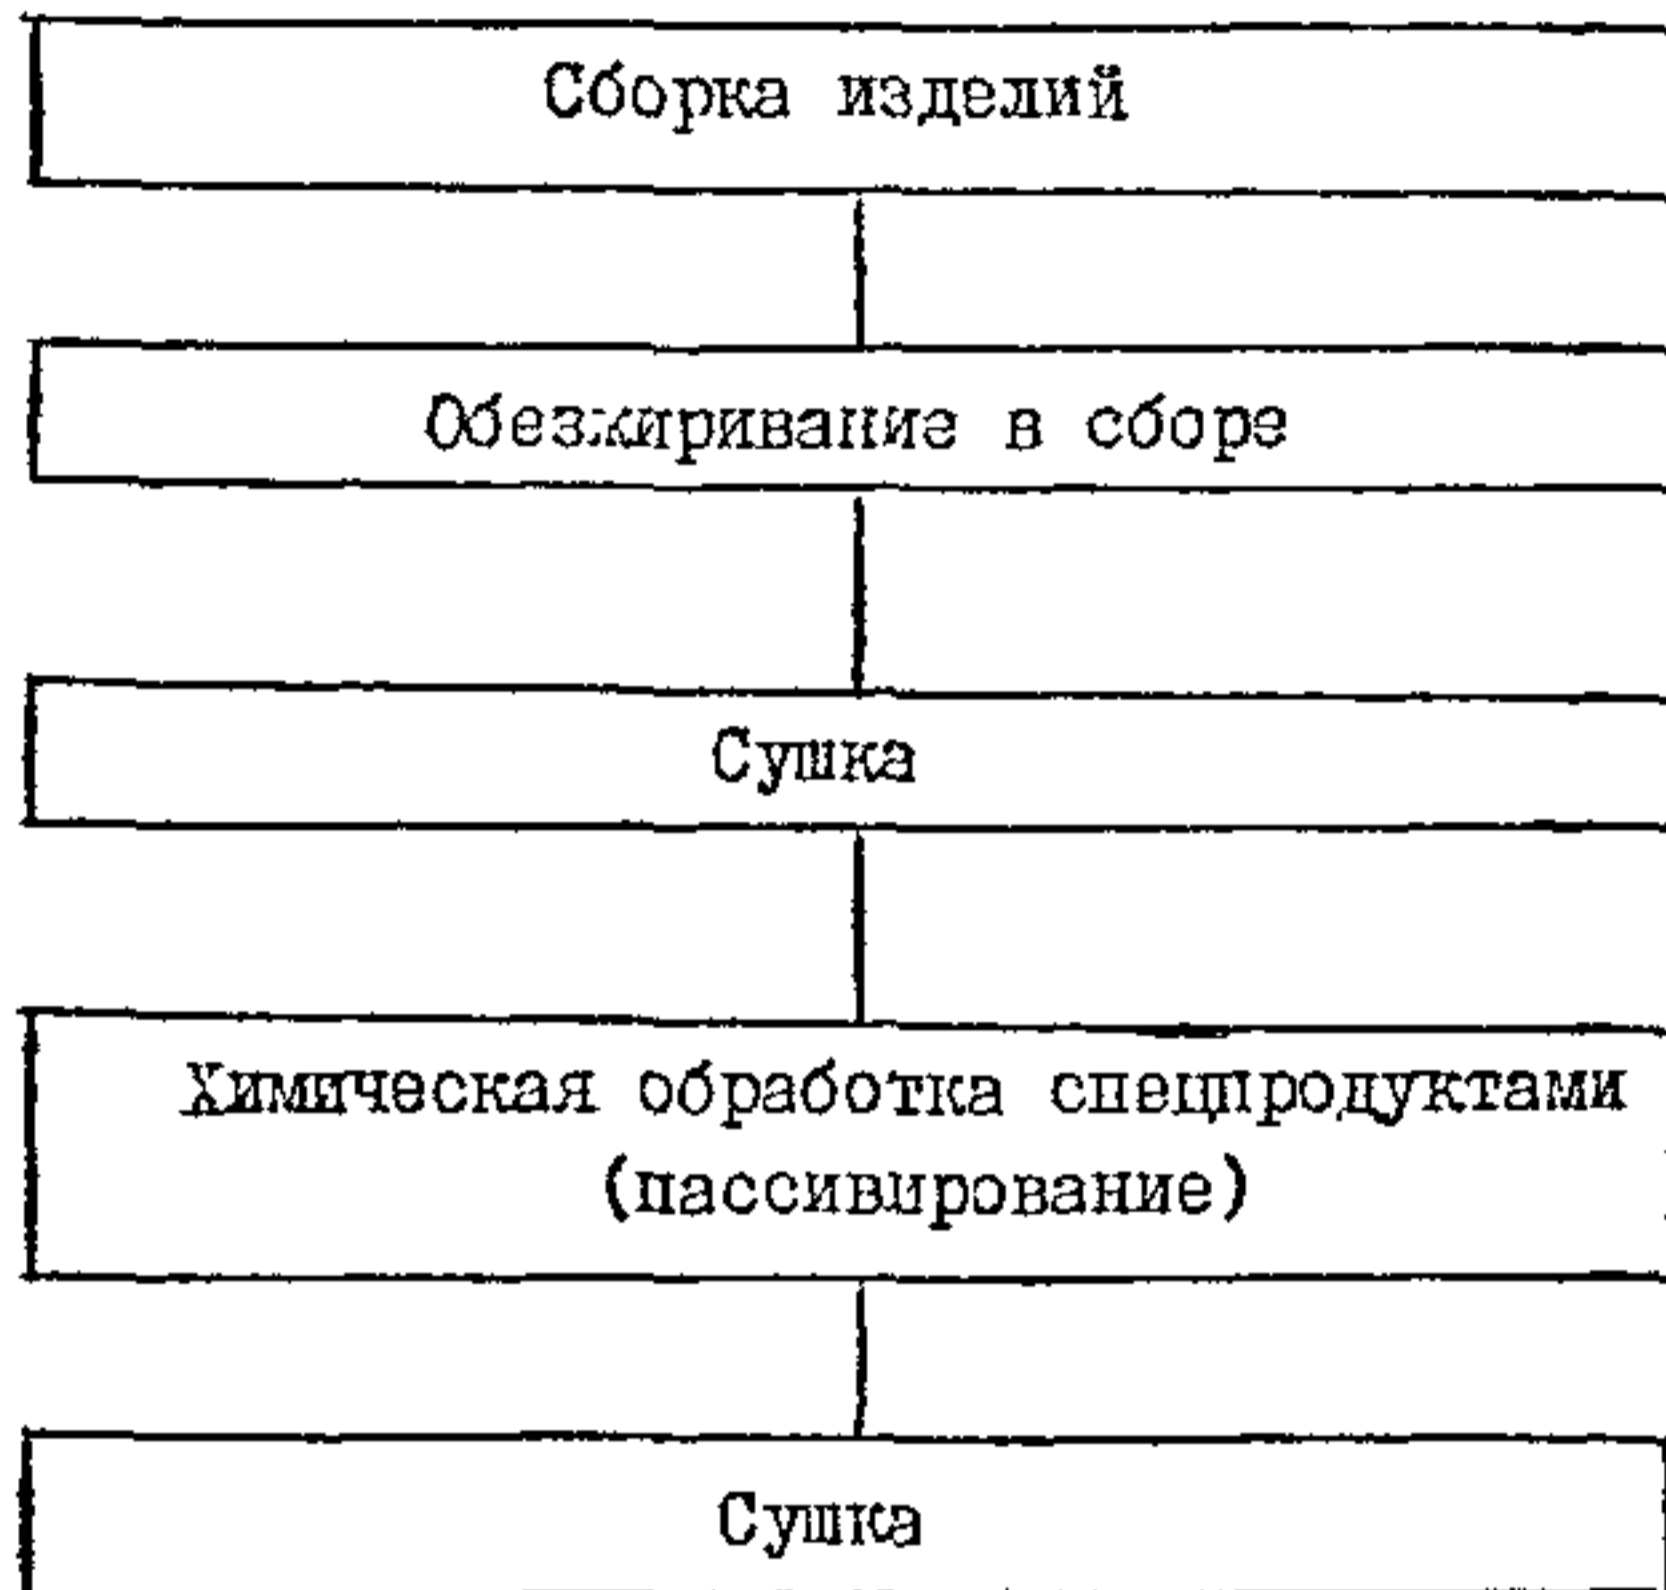 Сборка изделий
Обезжиривание в сборе
Сушка
Химическая обработка спецпродуктами
(пассивирование)
Сушка